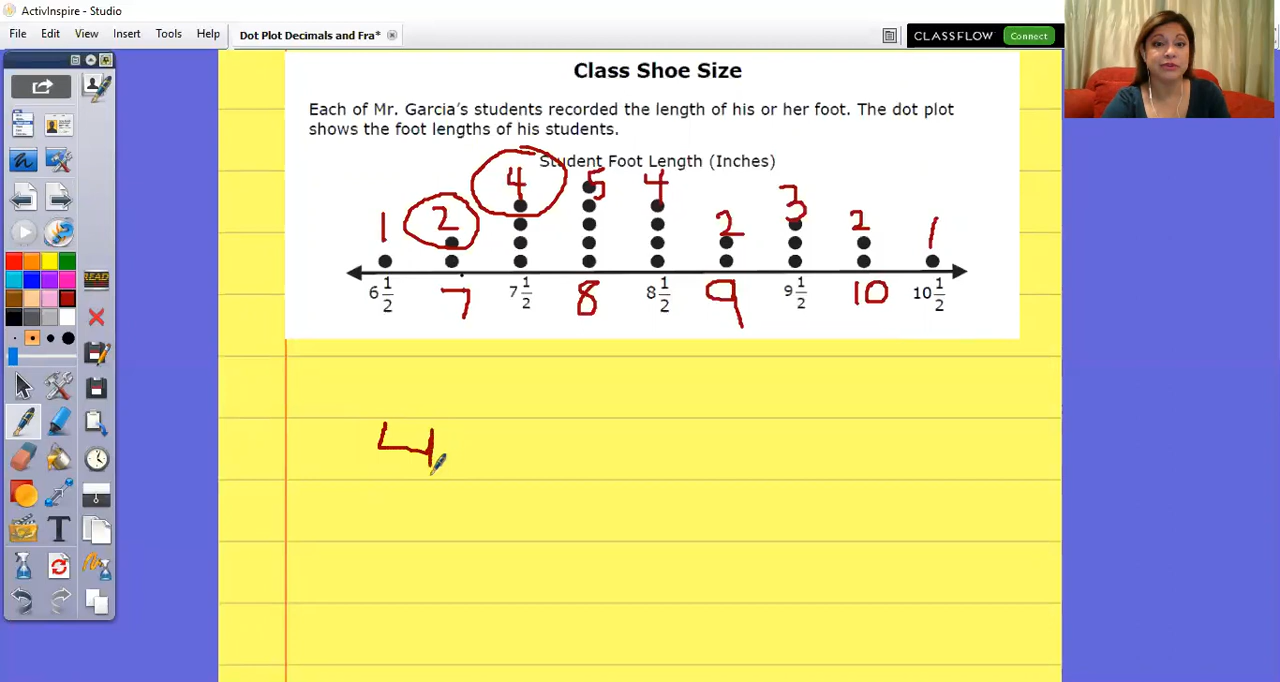 ActivInspire - Studio
File Edit View Insert Tools Help Dot Plot Decimals and Fra* CLASSFLOW Connect
Class Shoe Size
Each of Mr. Garcia's students recorded the length of his or her foot. The dot plot
shows the foot lengths of his students.
Student Foot Length (Inches)
1 2 4 5 4 2 3 2 1
6 1/2 7 7 1/2 8 8 1/2 9 9 1/2 10 10 1/2
READ
4
T